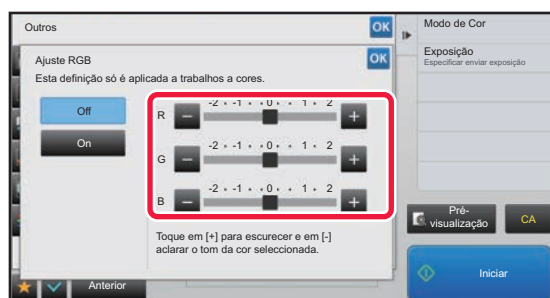 Outros
OK
Ajuste RGB
OK
Esta definição só é aplicada a trabalhos a cores.
Off
On
-2 -1 0 1 2
R
-2 -1 0 1 2
G
-2 -1 0 1 2
B
Toque em [+] para escurecer e em [-]
aclarar o tom da cor seleccionada.
Anterior
Modo de Cor
Exposição
Especificar enviar exposição
Pré-
visualização
CA
Iniciar